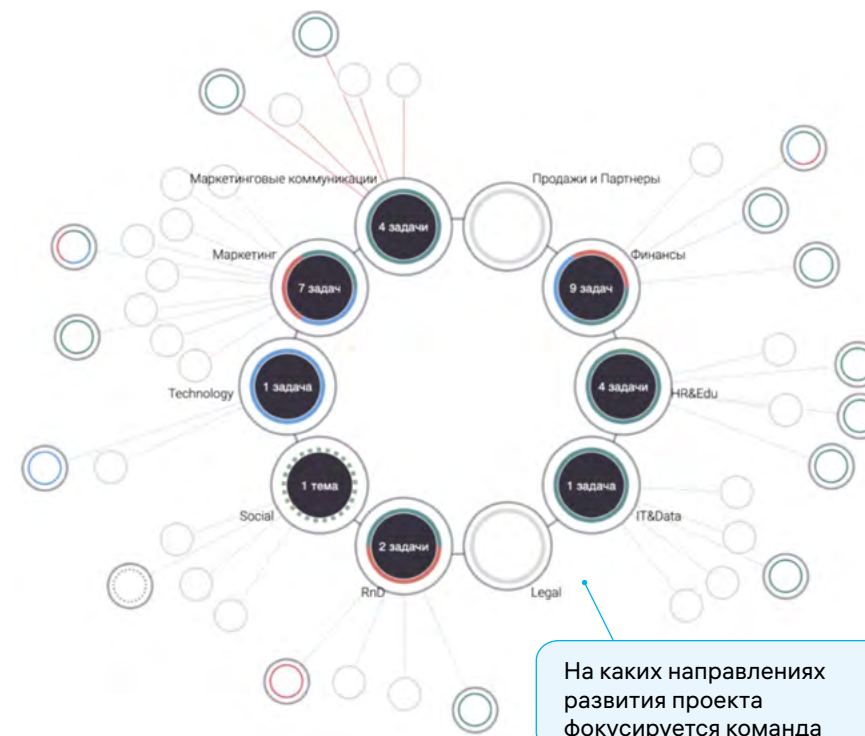 Маркетинговые коммуникации
Продажи и Партнеры
4 задачи
Маркетинг
Финансы
7 задач
9 задач
Technology
1 задача
4 задачи
HR&Edu
1 тема
1 задача
Social
IT&Data
2 задачи
RnD
Legal
На каких направлениях
развития проекта
фокусируется команда